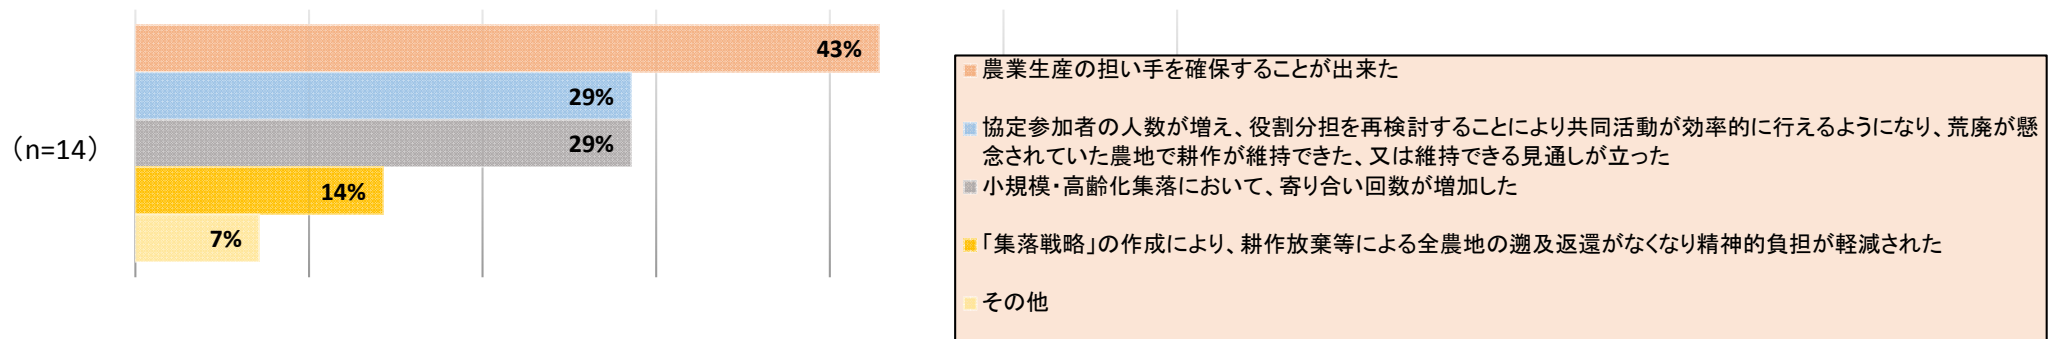 43%
29%
(n=14)
29%
14%
7%
農業生産の担い手を確保することが出来た
協定参加者の人数が増え、役割分担を再検討することにより共同活動が効率的に行えるようになり、荒廃が懸
念されていた農地で耕作が維持できた、又は維持できる見通しが立った
小規模・高齢化集落において、寄り合い回数が増加した
「集落戦略」の作成により、耕作放棄等による全農地の遡及返還がなくなり精神的負担が軽減された
その他